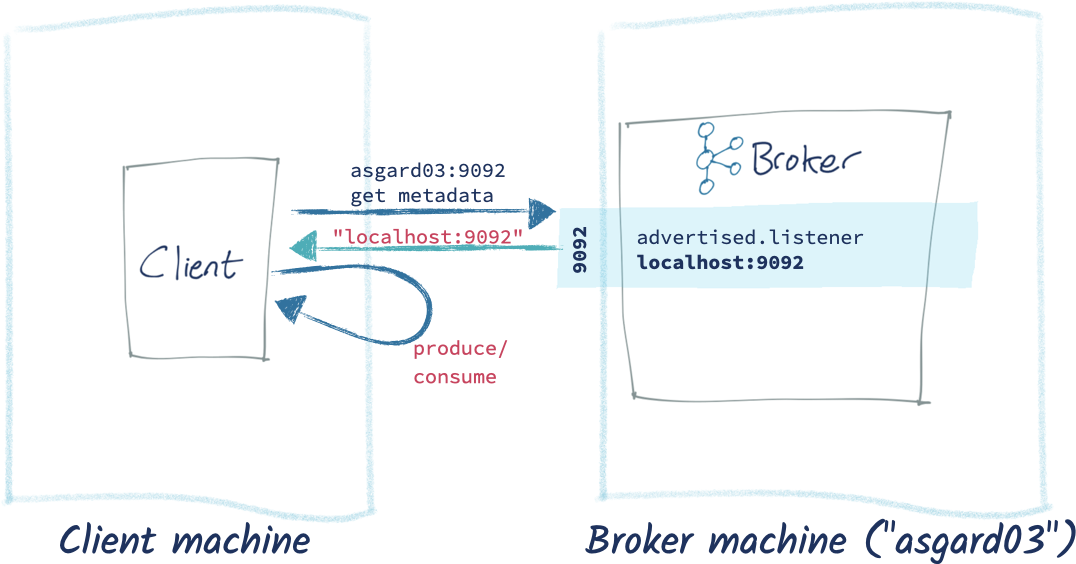 asgard03:9092
get metadata
"localhost:9092"
Client
produce/
consume
Broker
9092
advertised.listener
localhost:9092
Client machine
Broker machine ("asgard03")